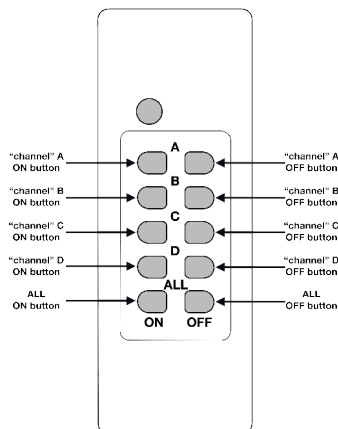 A
"channel" A
ON button
"channel" A
OFF button
B
"channel" B
ON button
"channel" B
OFF button
C
"channel" C
ON button
"channel" C
OFF button
D
"channel" D
ON button
"channel" D
OFF button
ALL
ALL
ON button
ALL
OFF button
ON OFF